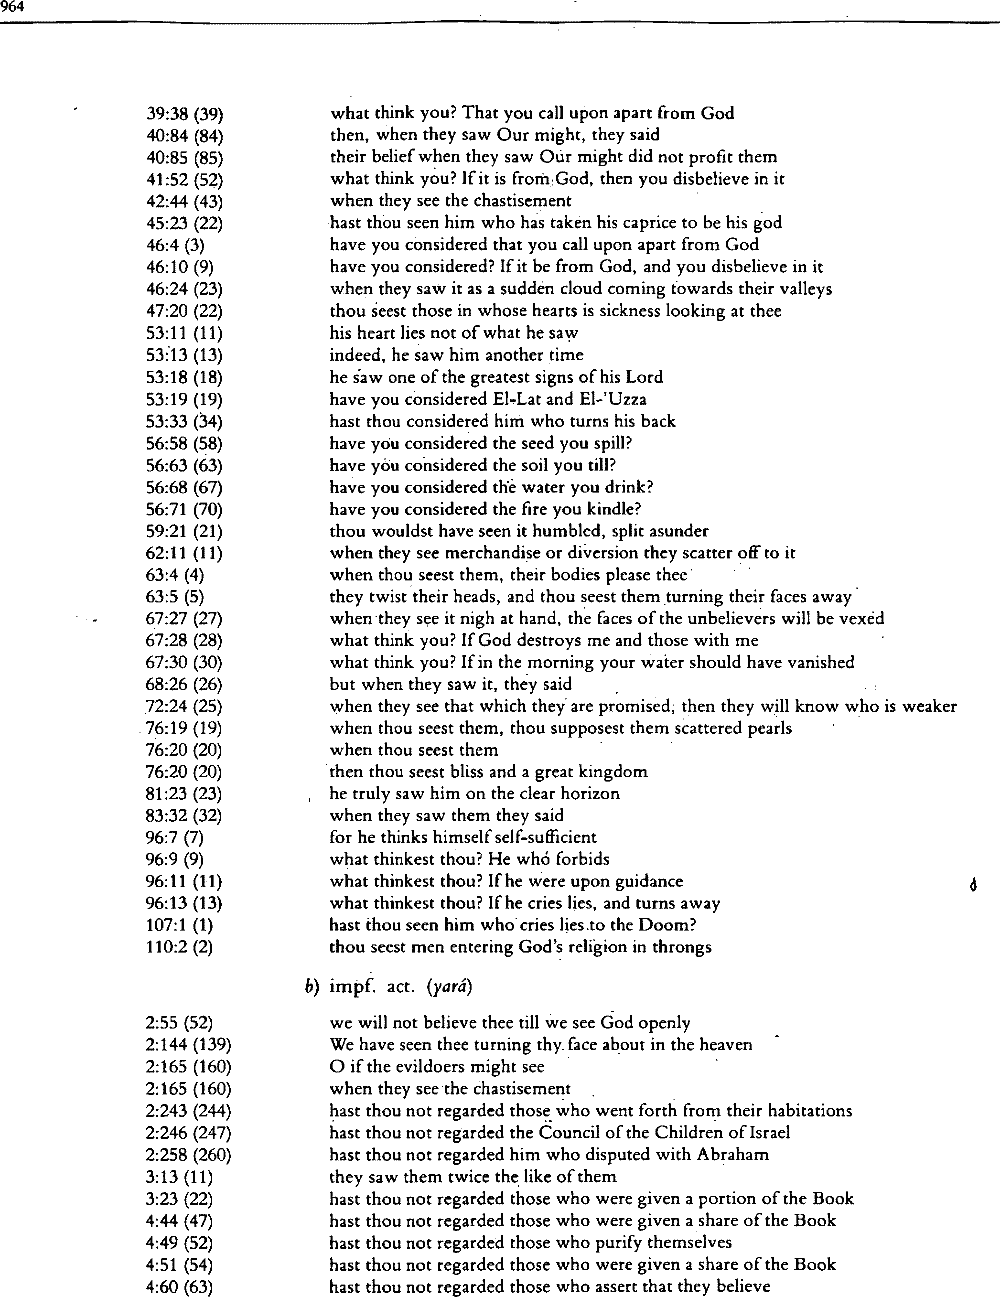 964
39:38 (39) what think you? That you call upon apart from God
40:84 (84) then, when they saw Our might, they said
40:85 (85) their belief when they saw Our might did not profit them
41:52 (52) what think you? If it is from God, then you disbelieve in it
42:44 (43) when they see the chastisement
45:23 (22) hast thou seen him who has taken his caprice to be his god
46:4 (3) have you considered that you call upon apart from God
46:10 (9) have you considered? If it be from God, and you disbelieve in it
46:24 (23) when they saw it as a sudden cloud coming towards their valleys
47:20 (22) thou seest those in whose hearts is sickness looking at thee
53:11 (11) his heart lies not of what he saw
53:13 (13) indeed, he saw him another time
53:18 (18) he saw one of the greatest signs of his Lord
53:19 (19) have you considered El-Lat and El-'Uzza
53:33 (34) hast thou considered him who turns his back
56:58 (58) have you considered the seed you spill?
56:63 (63) have you considered the soil you till?
56:68 (67) have you considered the water you drink?
56:71 (70) have you considered the fire you kindle?
59:21 (21) thou wouldst have seen it humbled, split asunder
62:11 (11) when they see merchandise or diversion they scatter off to it
63:4 (4) when thou seest them, their bodies please thee
63:5 (5) they twist their heads, and thou seest them turning their faces away
67:27 (27) when they see it nigh at hand, the faces of the unbelievers will be vexed
67:28 (28) what think you? If God destroys me and those with me
67:30 (30) what think you? If in the morning your water should have vanished
68:26 (26) but when they saw it, they said
72:24 (25) when they see that which they are promised; then they will know who is weaker
76:19 (19) when thou seest them, thou supposest them scattered pearls
76:20 (20) when thou seest them
76:20 (20) then thou seest bliss and a great kingdom
81:23 (23) he truly saw him on the clear horizon
83:32 (32) when they saw them they said
96:7 (7) for he thinks himself self-sufficient
96:9 (9) what thinkest thou? He who forbids
96:11 (11) what thinkest thou? If he were upon guidance
96:13 (13) what thinkest thou? If he cries lies, and turns away
107:1 (1) hast thou seen him who cries lies to the Doom?
110:2 (2) thou seest men entering God's religion in throngs
b) impf. act. (yará)
2:55 (52) we will not believe thee till we see God openly
2:144 (139) We have seen thee turning thy face about in the heaven
2:165 (160) O if the evildoers might see
2:165 (160) when they see the chastisement
2:243 (244) hast thou not regarded those who went forth from their habitations
2:246 (247) hast thou not regarded the Council of the Children of Israel
2:258 (260) hast thou not regarded him who disputed with Abraham
3:13 (11) they saw them twice the like of them
3:23 (22) hast thou not regarded those who were given a portion of the Book
4:44 (47) hast thou not regarded those who were given a share of the Book
4:49 (52) hast thou not regarded those who purify themselves
4:51 (54) hast thou not regarded those who were given a share of the Book
4:60 (63) hast thou not regarded those who assert that they believe